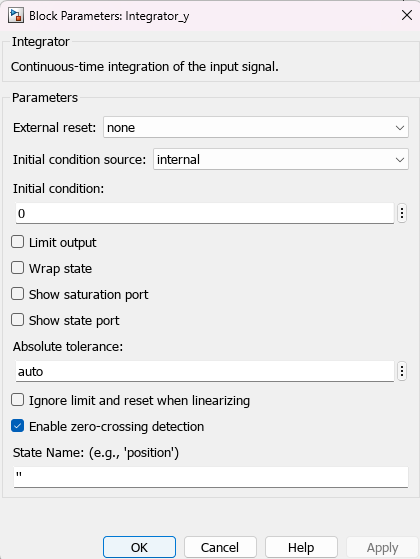 Block Parameters: Integrator_y
Integrator
Continuous-time integration of the input signal.
Parameters
External reset: none
Initial condition source: internal
Initial condition:
0
Limit output
Wrap state
Show saturation port
Show state port
Absolute tolerance:
auto
Ignore limit and reset when linearizing
Enable zero-crossing detection
State Name: (e.g., 'position')
''
OK Cancel Help Apply